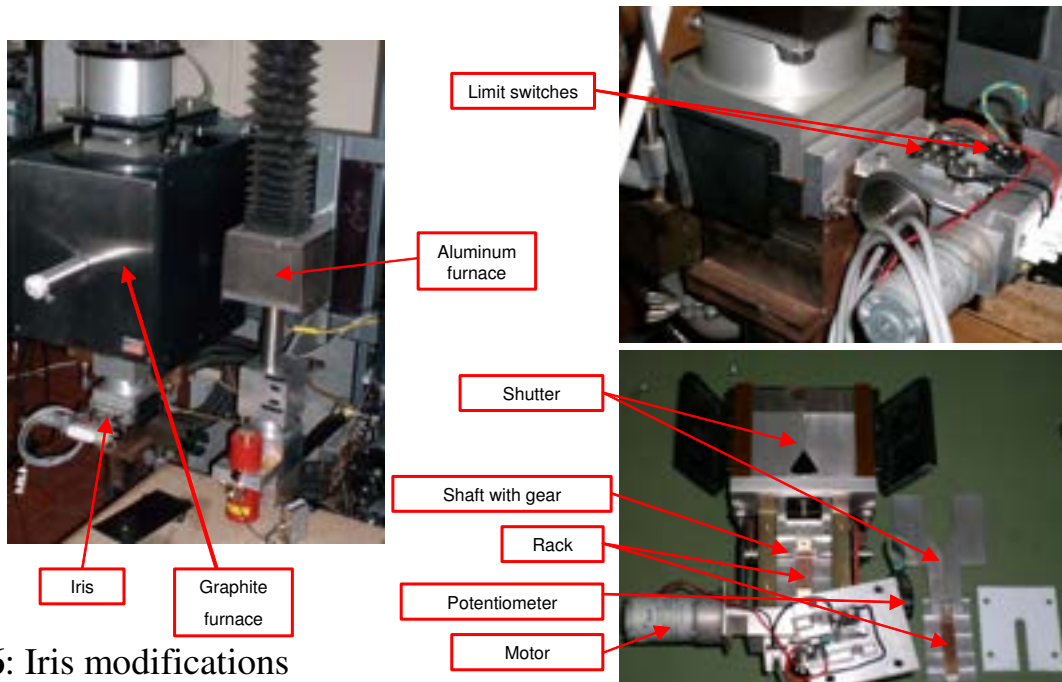 Limit switches
Aluminum
furnace
Shutter
Shaft with gear
Rack
Iris
Graphite
furnace
Potentiometer
Motor
: Iris modifications